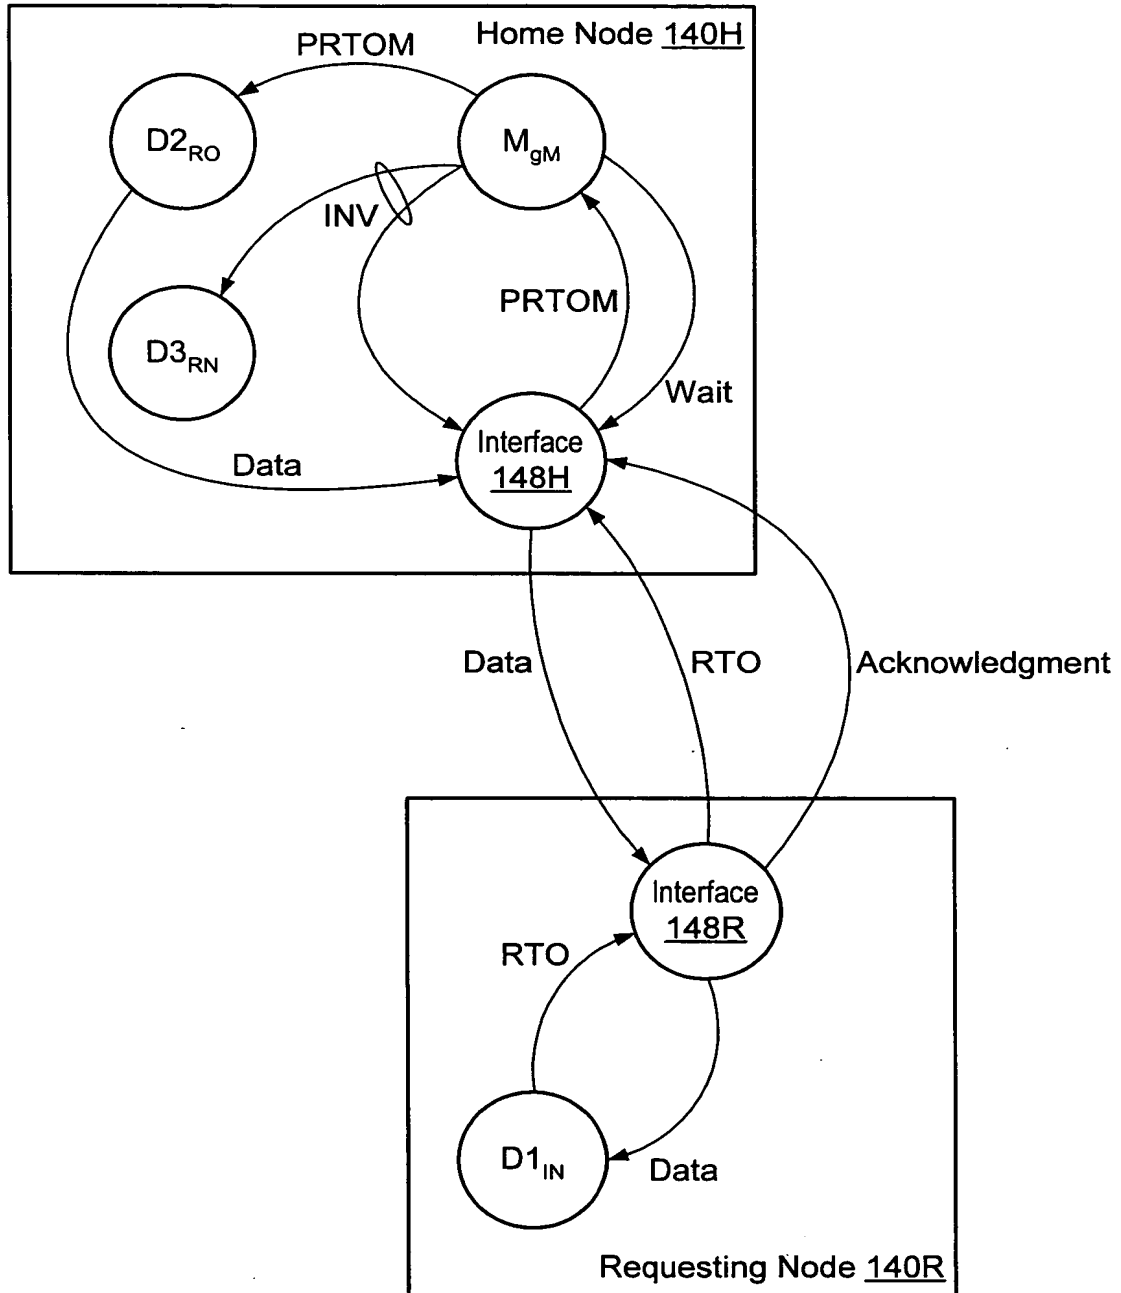 Home Node 140H
PRTOM
D2RO
MgM
INV
D3RN
PRTOM
Wait
Interface
148H
Data
Data
RTO
Acknowledgment
Interface
148R
RTO
D1IN
Data
Requesting Node 140R